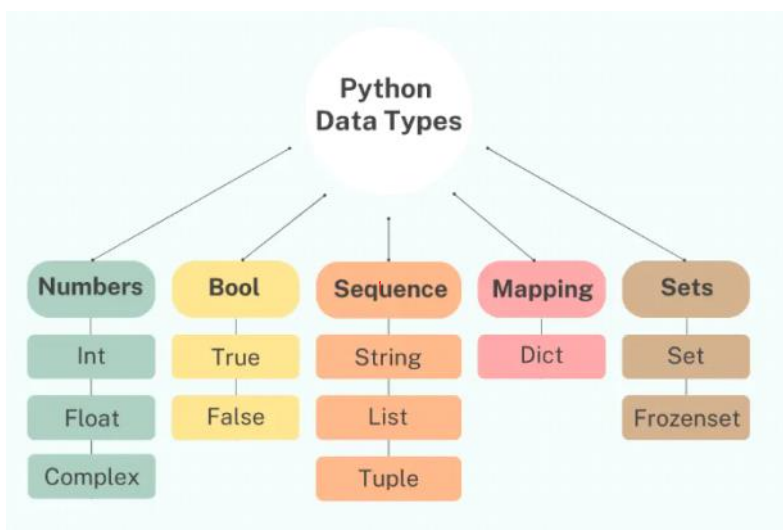 Python
Data Types
Numbers
Bool
Sequence
Mapping
Sets
Int
True
String
Dict
Set
Float
False
List
Frozenset
Complex
Tuple